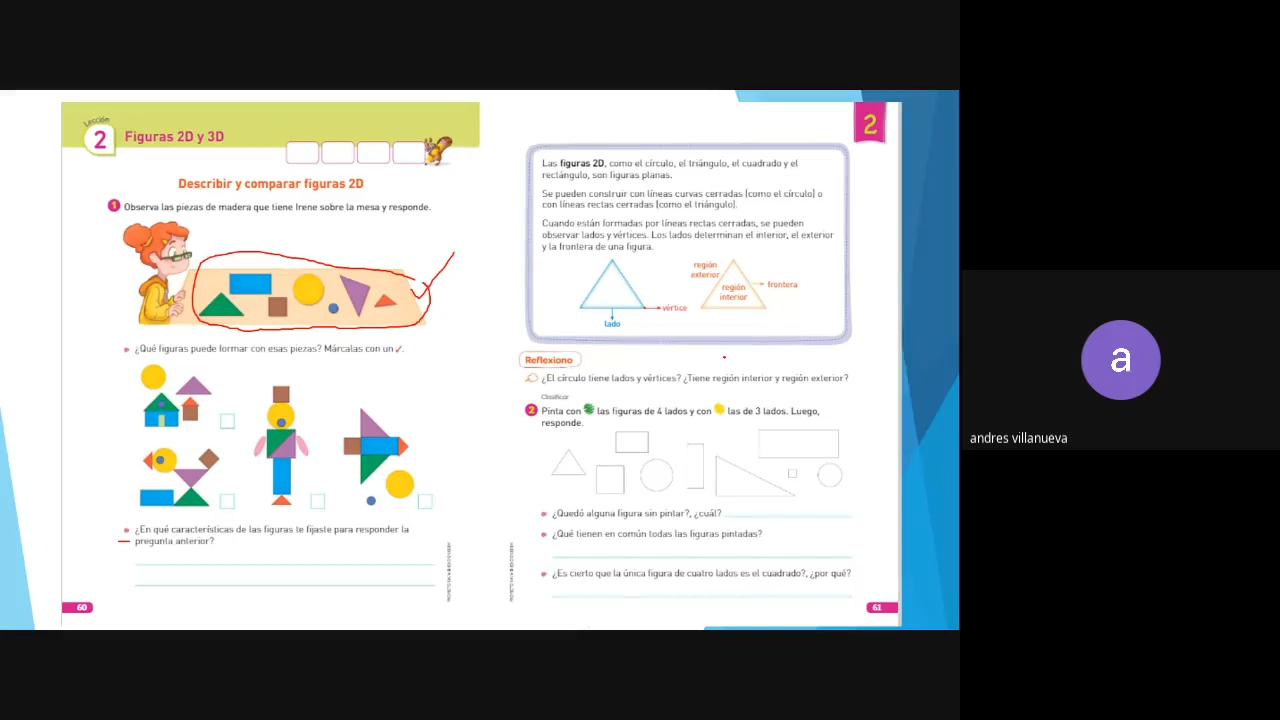 Lección
2
Figuras 2D y 3D
Describir y comparar figuras 2D
1 Observa las piezas de madera que tiene Irene sobre la mesa y responde.
¿Qué figuras puede formar con esas piezas? Márcalas con un ✓.
¿En qué características de las figuras te fijaste para responder la
pregunta anterior?
60
2
Las figuras 2D, como el círculo, el triángulo, el cuadrado y el
rectángulo, son figuras planas.
Se pueden construir con líneas curvas cerradas (como el círculo) o
con líneas rectas cerradas (como el triángulo).
Cuando están formadas por líneas rectas cerradas, se pueden
observar lados y vértices. Los lados determinan el interior, el exterior
y la frontera de una figura.
región
exterior
región
interior
frontera
vértice
lado
Reflexiono
¿El círculo tiene lados y vértices? ¿Tiene región interior y región exterior?
Clasificar
2 Pinta con las figuras de 4 lados y con las de 3 lados. Luego,
responde.
¿Quedó alguna figura sin pintar?, ¿cuál?
¿Qué tienen en común todas las figuras pintadas?
¿Es cierto que la única figura de cuatro lados es el cuadrado?, ¿por qué?
61
a
andres villanueva